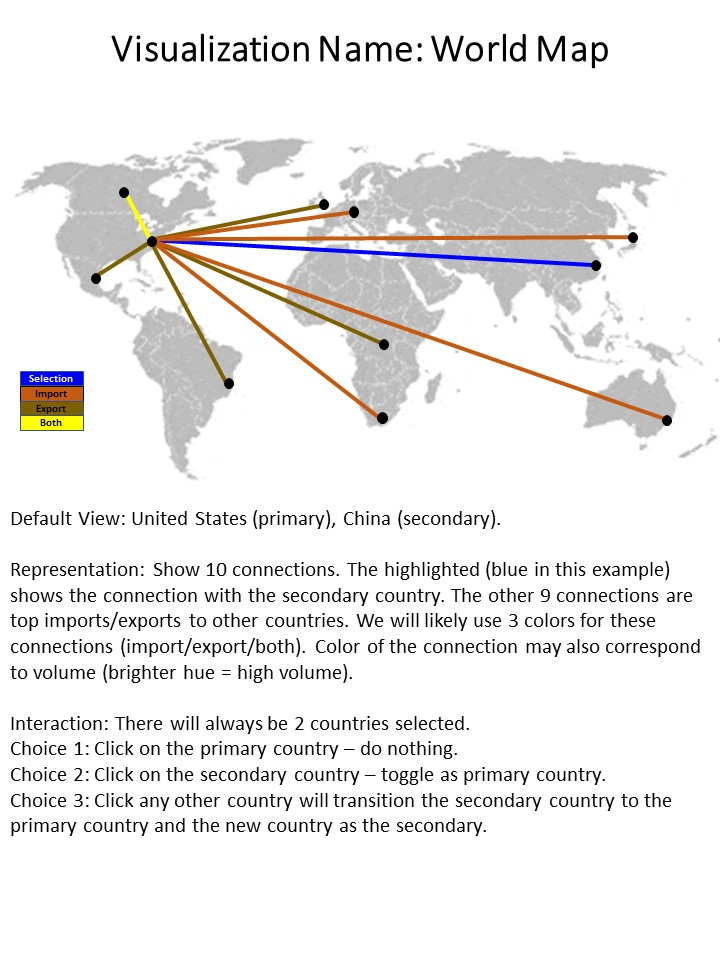 Visualization Name: World Map
Selection
Import
Export
Both
Default View: United States (primary), China (secondary).
Representation: Show 10 connections. The highlighted (blue in this example)
shows the connection with the secondary country. The other 9 connections are
top imports/exports to other countries. We will likely use 3 colors for these
connections (import/export/both). Color of the connection may also correspond
to volume (brighter hue = high volume).
Interaction: There will always be 2 countries selected.
Choice 1: Click on the primary country – do nothing.
Choice 2: Click on the secondary country – toggle as primary country.
Choice 3: Click any other country will transition the secondary country to the
primary country and the new country as the secondary.